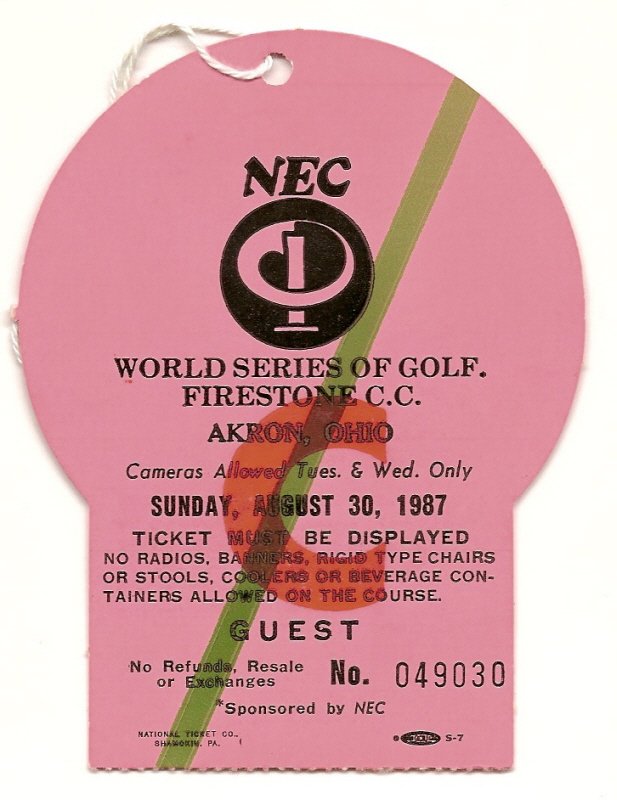 NEC
WORLD SERIES OF GOLF.
FIRESTONE C.C.
AKRON, OHIO
C
Cameras Allowed Tues. & Wed. Only
SUNDAY, AUGUST 30, 1987
TICKET MUST BE DISPLAYED
NO RADIOS, BANNERS, RIGID TYPE CHAIRS
OR STOOLS, COOLERS OR BEVERAGE CON-
TAINERS ALLOWED ON THE COURSE.
GUEST
No Refunds, Resale
or Exchanges
No. 049030
*Sponsored by NEC
NATIONAL TICKET CO.,
SHAMOKIN, PA.
S-7